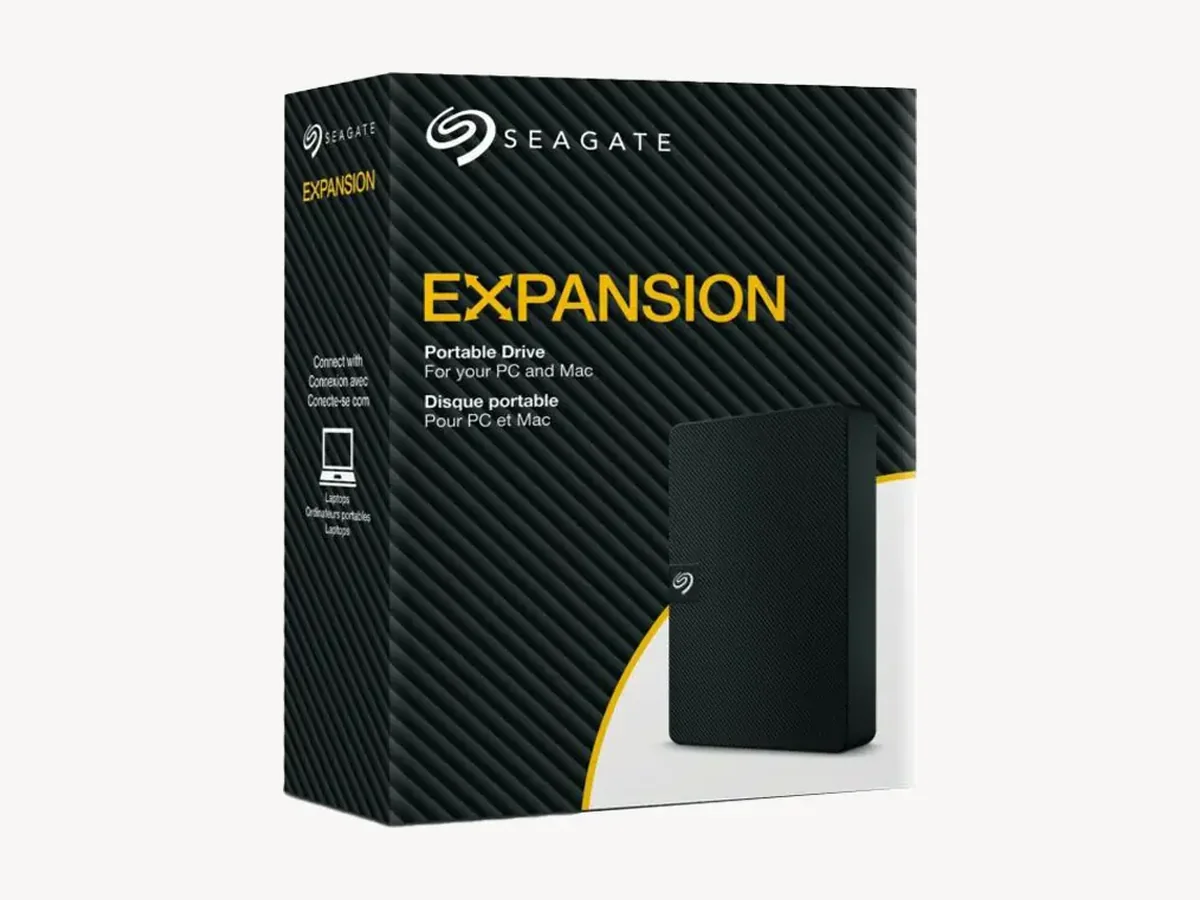 SEAGATE
EXPANSION
Connect with
Connexion avec
Conecte-se com
Laptops
Ordinateurs portables
Laptops
SEAGATE
EXPANSION
Portable Drive
For your PC and Mac
Disque portable
Pour PC et Mac